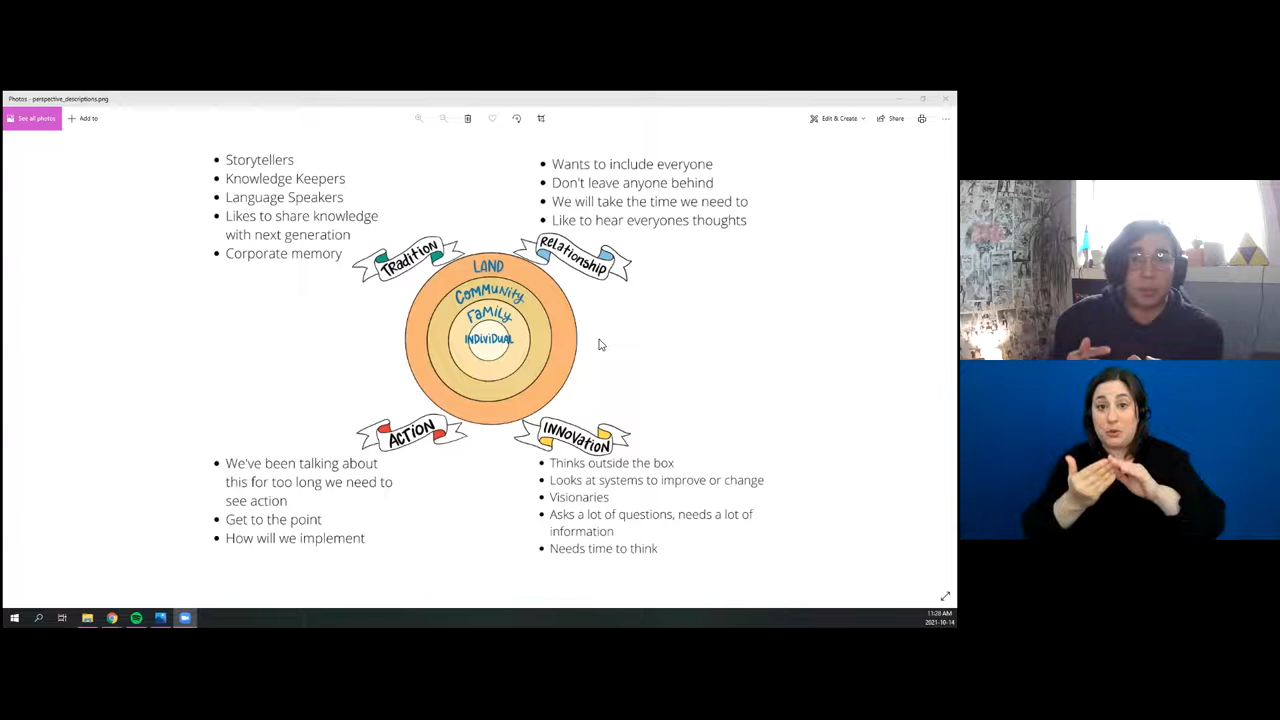 Photos - perspective_descriptions.png
See all photos
Add to
Edit & Create
Share
Storytellers
Knowledge Keepers
Language Speakers
Likes to share knowledge
with next generation
Corporate memory
Wants to include everyone
Don't leave anyone behind
We will take the time we need to
Like to hear everyones thoughts
TRADITION
RELATIONSHIP
LAND
COMMUNITY
FAMILY
INDIVIDUAL
ACTION
INNOVATION
We've been talking about
this for too long we need to
see action
Get to the point
How will we implement
Thinks outside the box
Looks at systems to improve or change
Visionaries
Asks a lot of questions, needs a lot of
information
Needs time to think
11:28 AM
2021-10-14